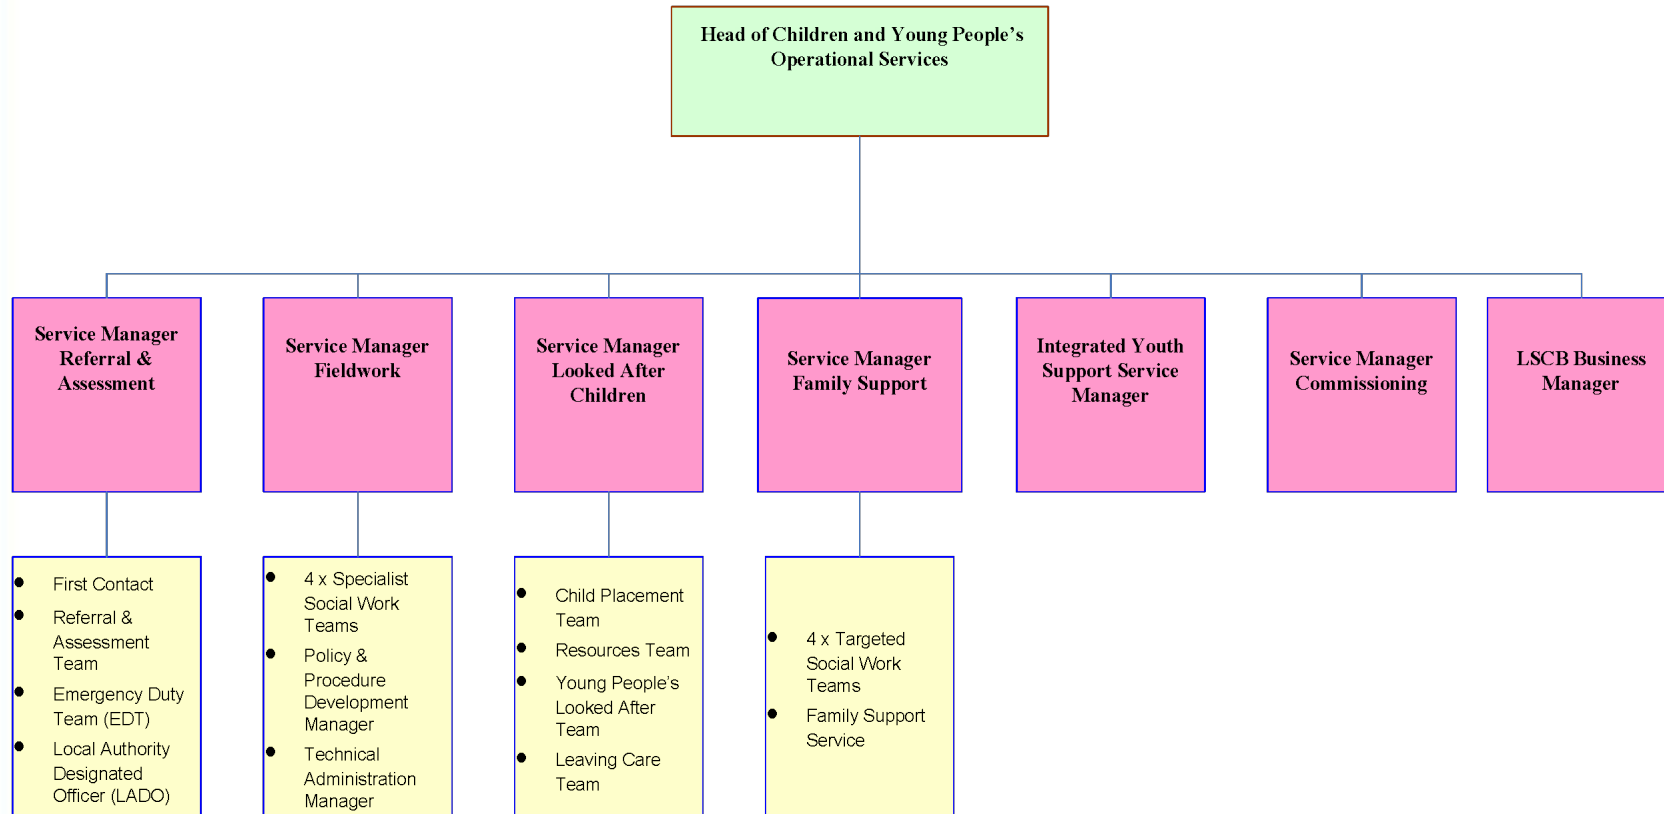 Head of Children and Young People’s
Operational Services
Service Manager
Referral &
Assessment
Service Manager
Fieldwork
Service Manager
Looked After
Children
Service Manager
Family Support
Integrated Youth
Support Service
Manager
Service Manager
Commissioning
LSCB Business
Manager
● First Contact
● Referral &
Assessment
Team
● Emergency Duty
Team (EDT)
● Local Authority
Designated
Officer (LADO)
● 4 x Specialist
Social Work
Teams
● Policy &
Procedure
Development
Manager
● Technical
Administration
Manager
● Child Placement
Team
● Resources Team
● Young People’s
Looked After
Team
● Leaving Care
Team
● 4 x Targeted
Social Work
Teams
● Family Support
Service